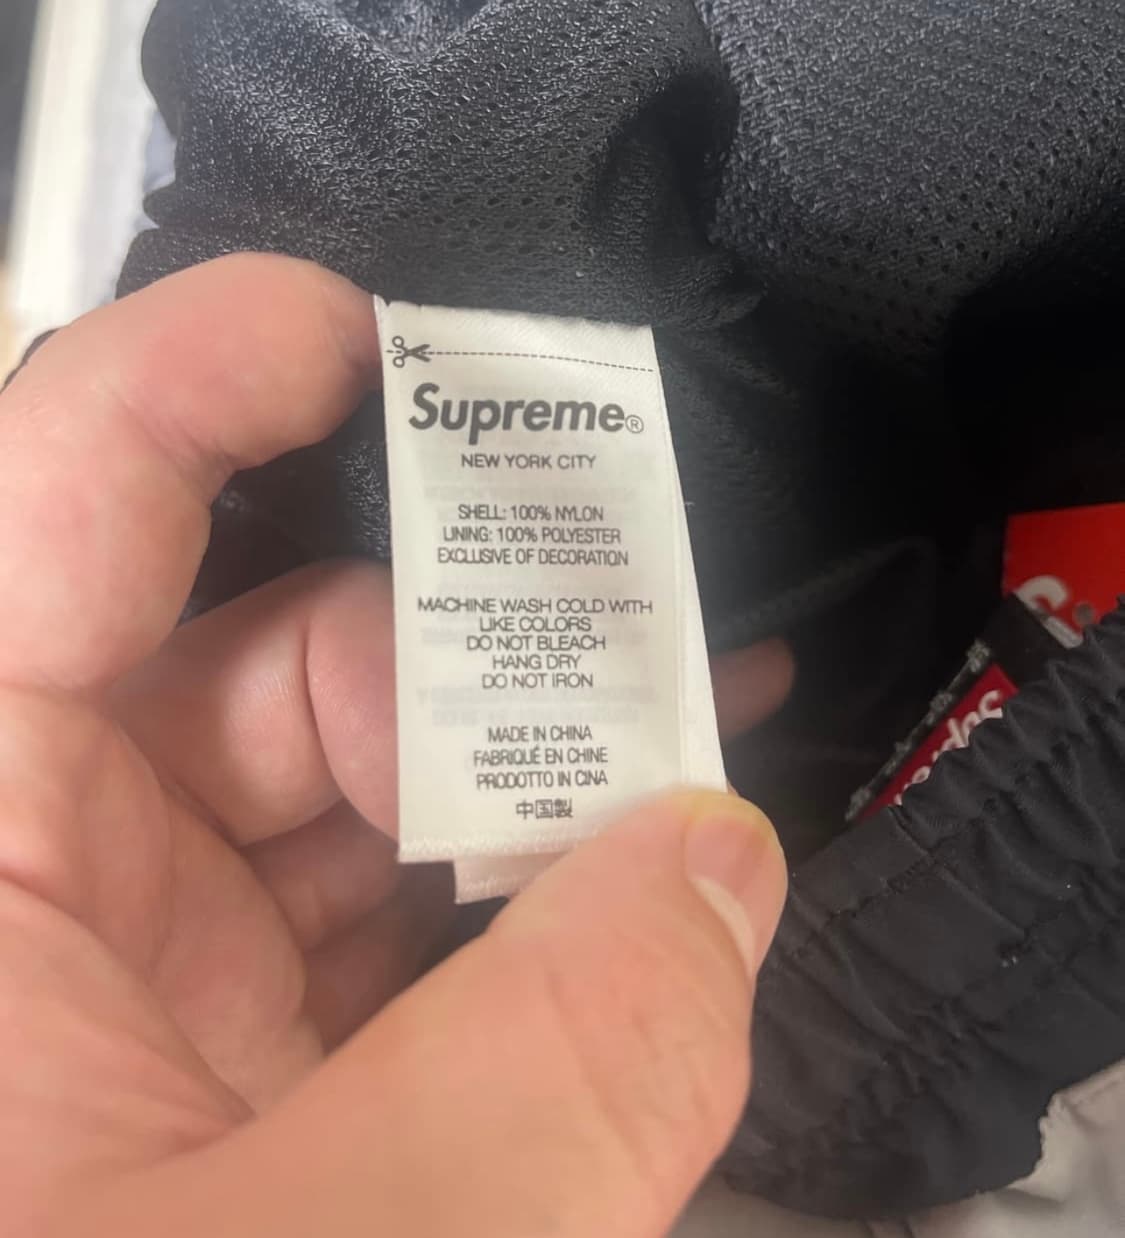 Supreme®
NEW YORK CITY
SHELL: 100% NYLON
LINING: 100% POLYESTER
EXCLUSIVE OF DECORATION
MACHINE WASH COLD WITH
LIKE COLORS
DO NOT BLEACH
HANG DRY
DO NOT IRON
MADE IN CHINA
FABRIQUÉ EN CHINE
PRODOTTO IN CINA
中国製